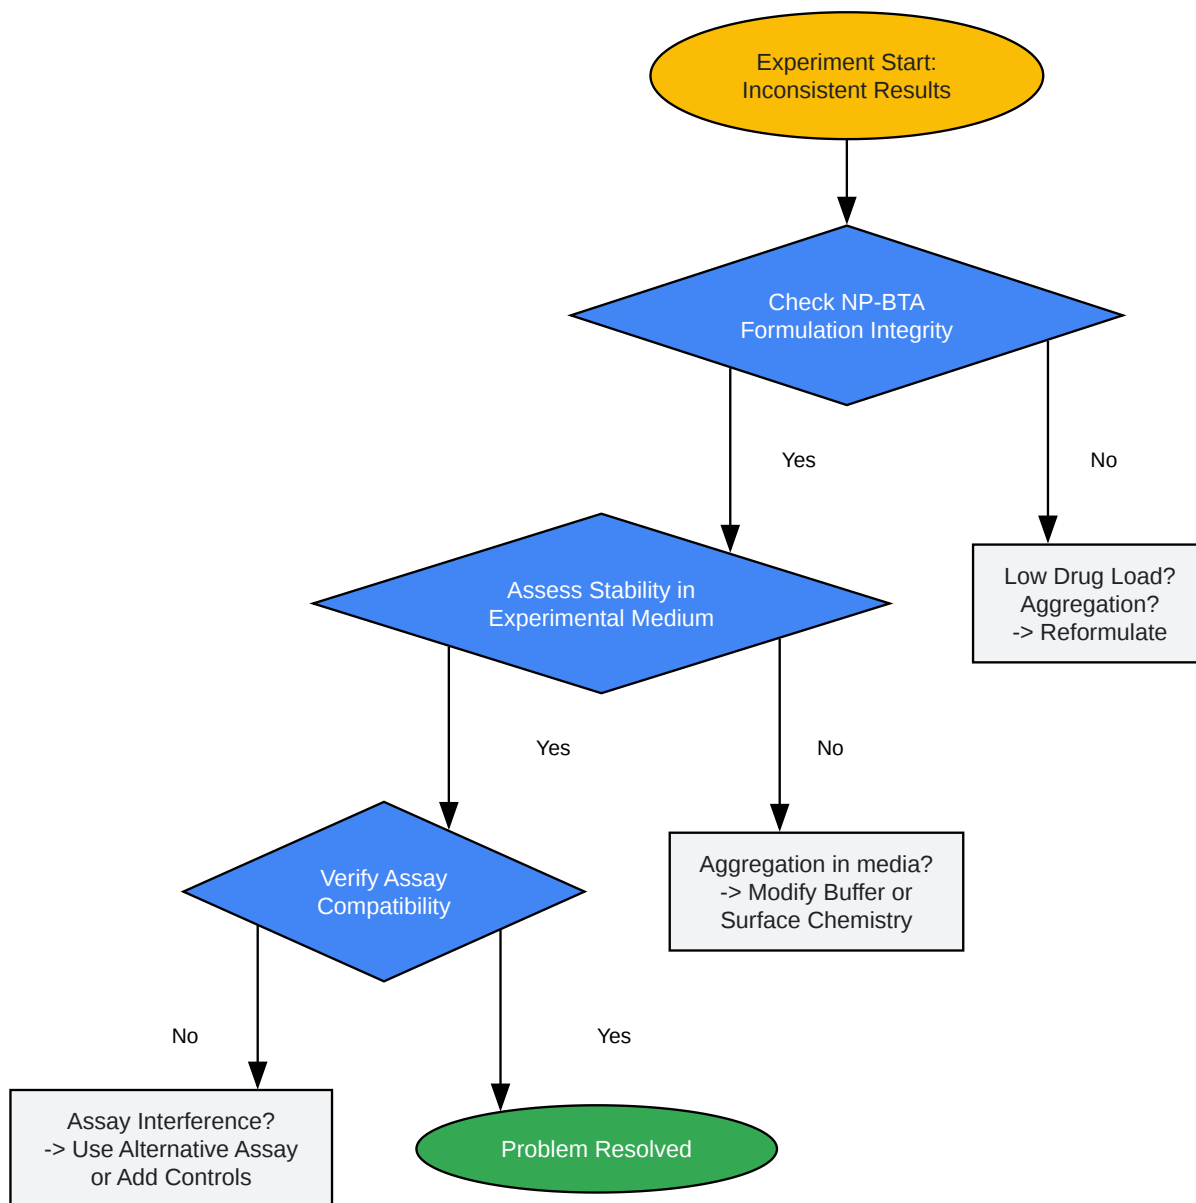 Experiment Start:
Inconsistent Results
Check NP-BTA
Formulation Integrity
Yes
No
Low Drug Load?
Aggregation?
-> Reformulate
Assess Stability in
Experimental Medium
Yes
No
Aggregation in media?
-> Modify Buffer or
Surface Chemistry
Verify Assay
Compatibility
No
Yes
Assay Interference?
-> Use Alternative Assay
or Add Controls
Problem Resolved